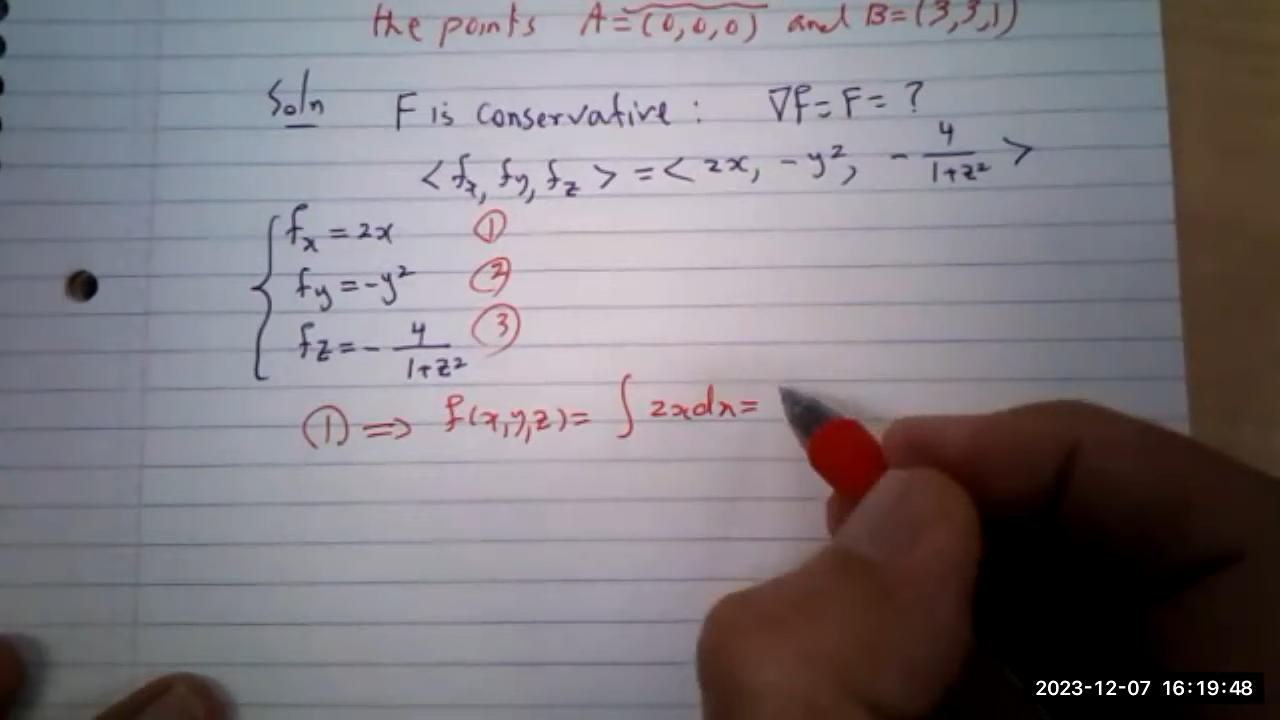 the points A=(0,0,0) and B=(3,3,1)
Soln F is conservative: ∇f=F=?
<fx, fy, fz> = <2x, -y², -4/(1+z²)>
fx = 2x ①
fy = -y² ②
fz = -4/(1+z²) ③
① ⟹ f(x,y,z) = ∫ 2xdx =
2023-12-07 16:19:48